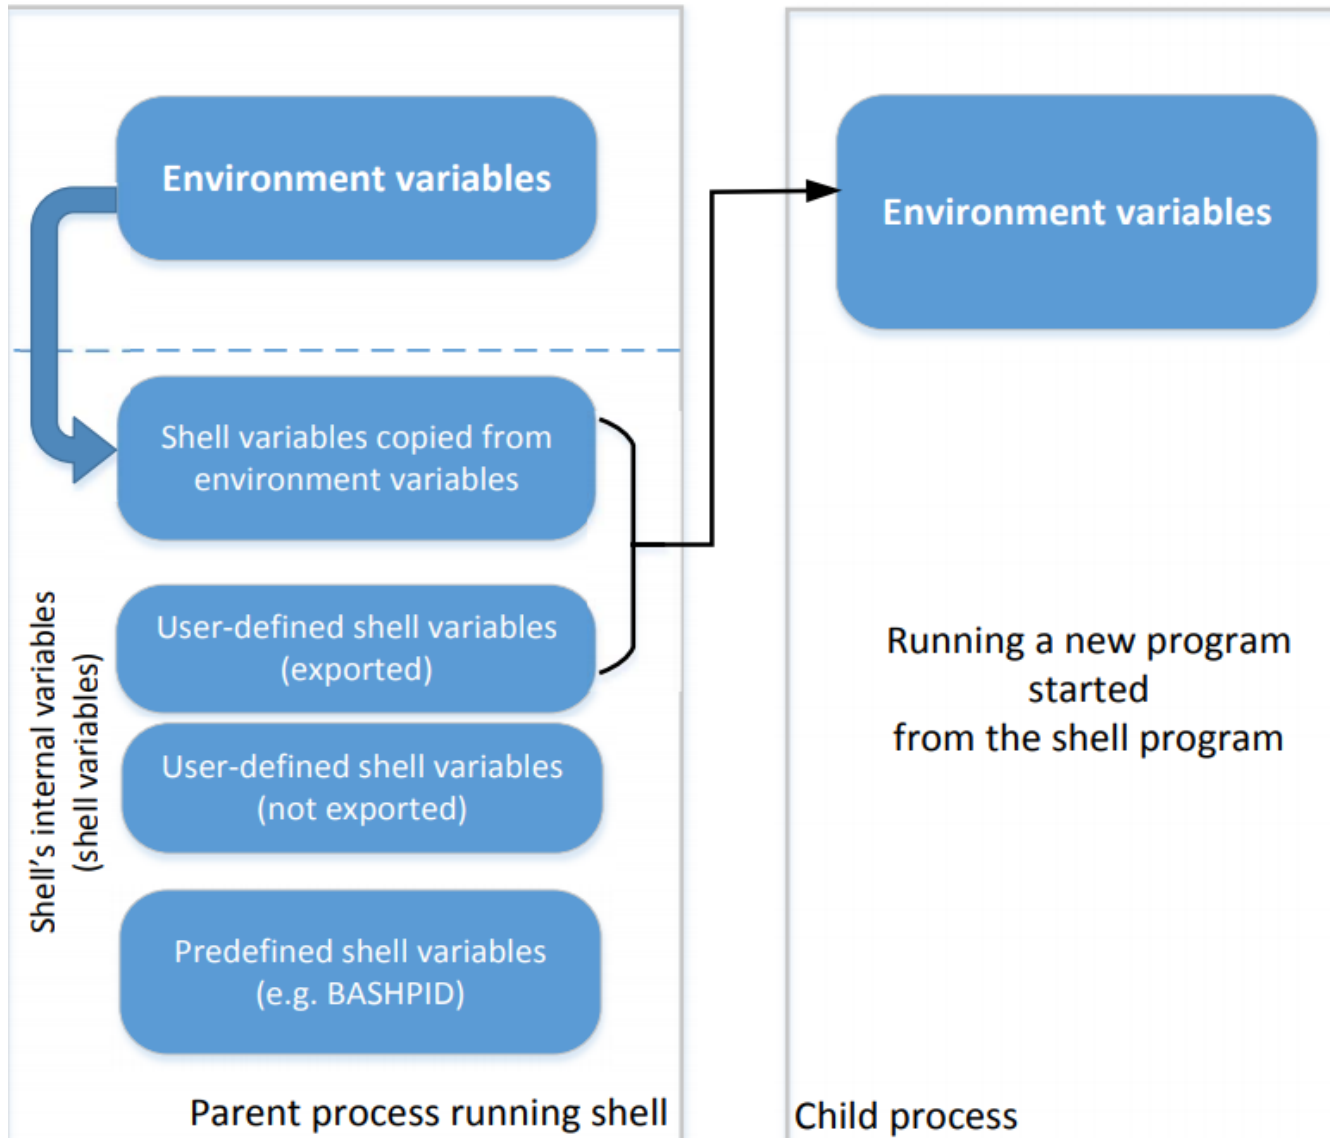 Environment variables
Shell variables copied from
environment variables
User-defined shell variables
(exported)
User-defined shell variables
(not exported)
Predefined shell variables
(e.g. BASHPID)
Shell’s internal variables
(shell variables)
Parent process running shell
Environment variables
Running a new program
started
from the shell program
Child process